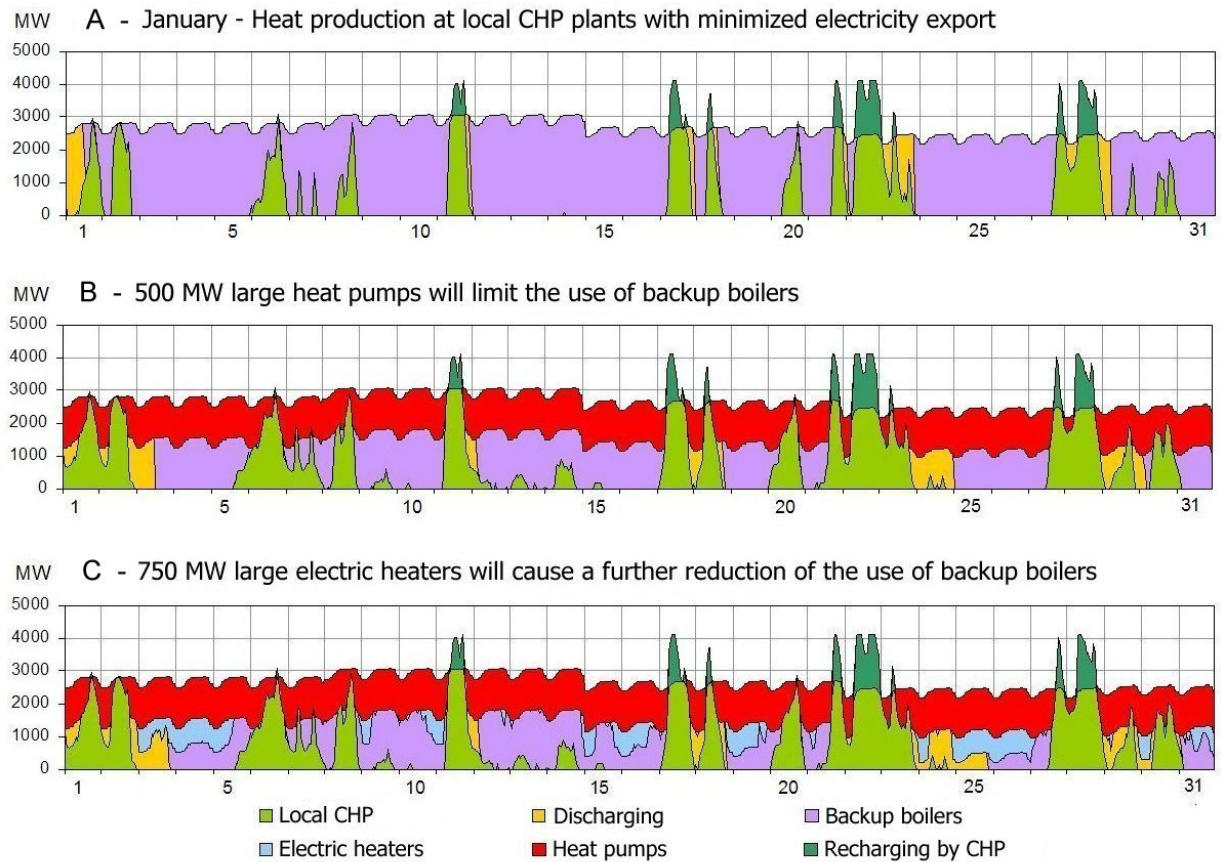 MW A - January - Heat production at local CHP plants with minimized electricity export
5000
4000
3000
2000
1000
0
1 5 10 15 20 25 31
MW B - 500 MW large heat pumps will limit the use of backup boilers
5000
4000
3000
2000
1000
0
1 5 10 15 20 25 31
MW C - 750 MW large electric heaters will cause a further reduction of the use of backup boilers
5000
4000
3000
2000
1000
0
1 5 10 15 20 25 31
Local CHP Discharging Backup boilers
Electric heaters Heat pumps Recharging by CHP